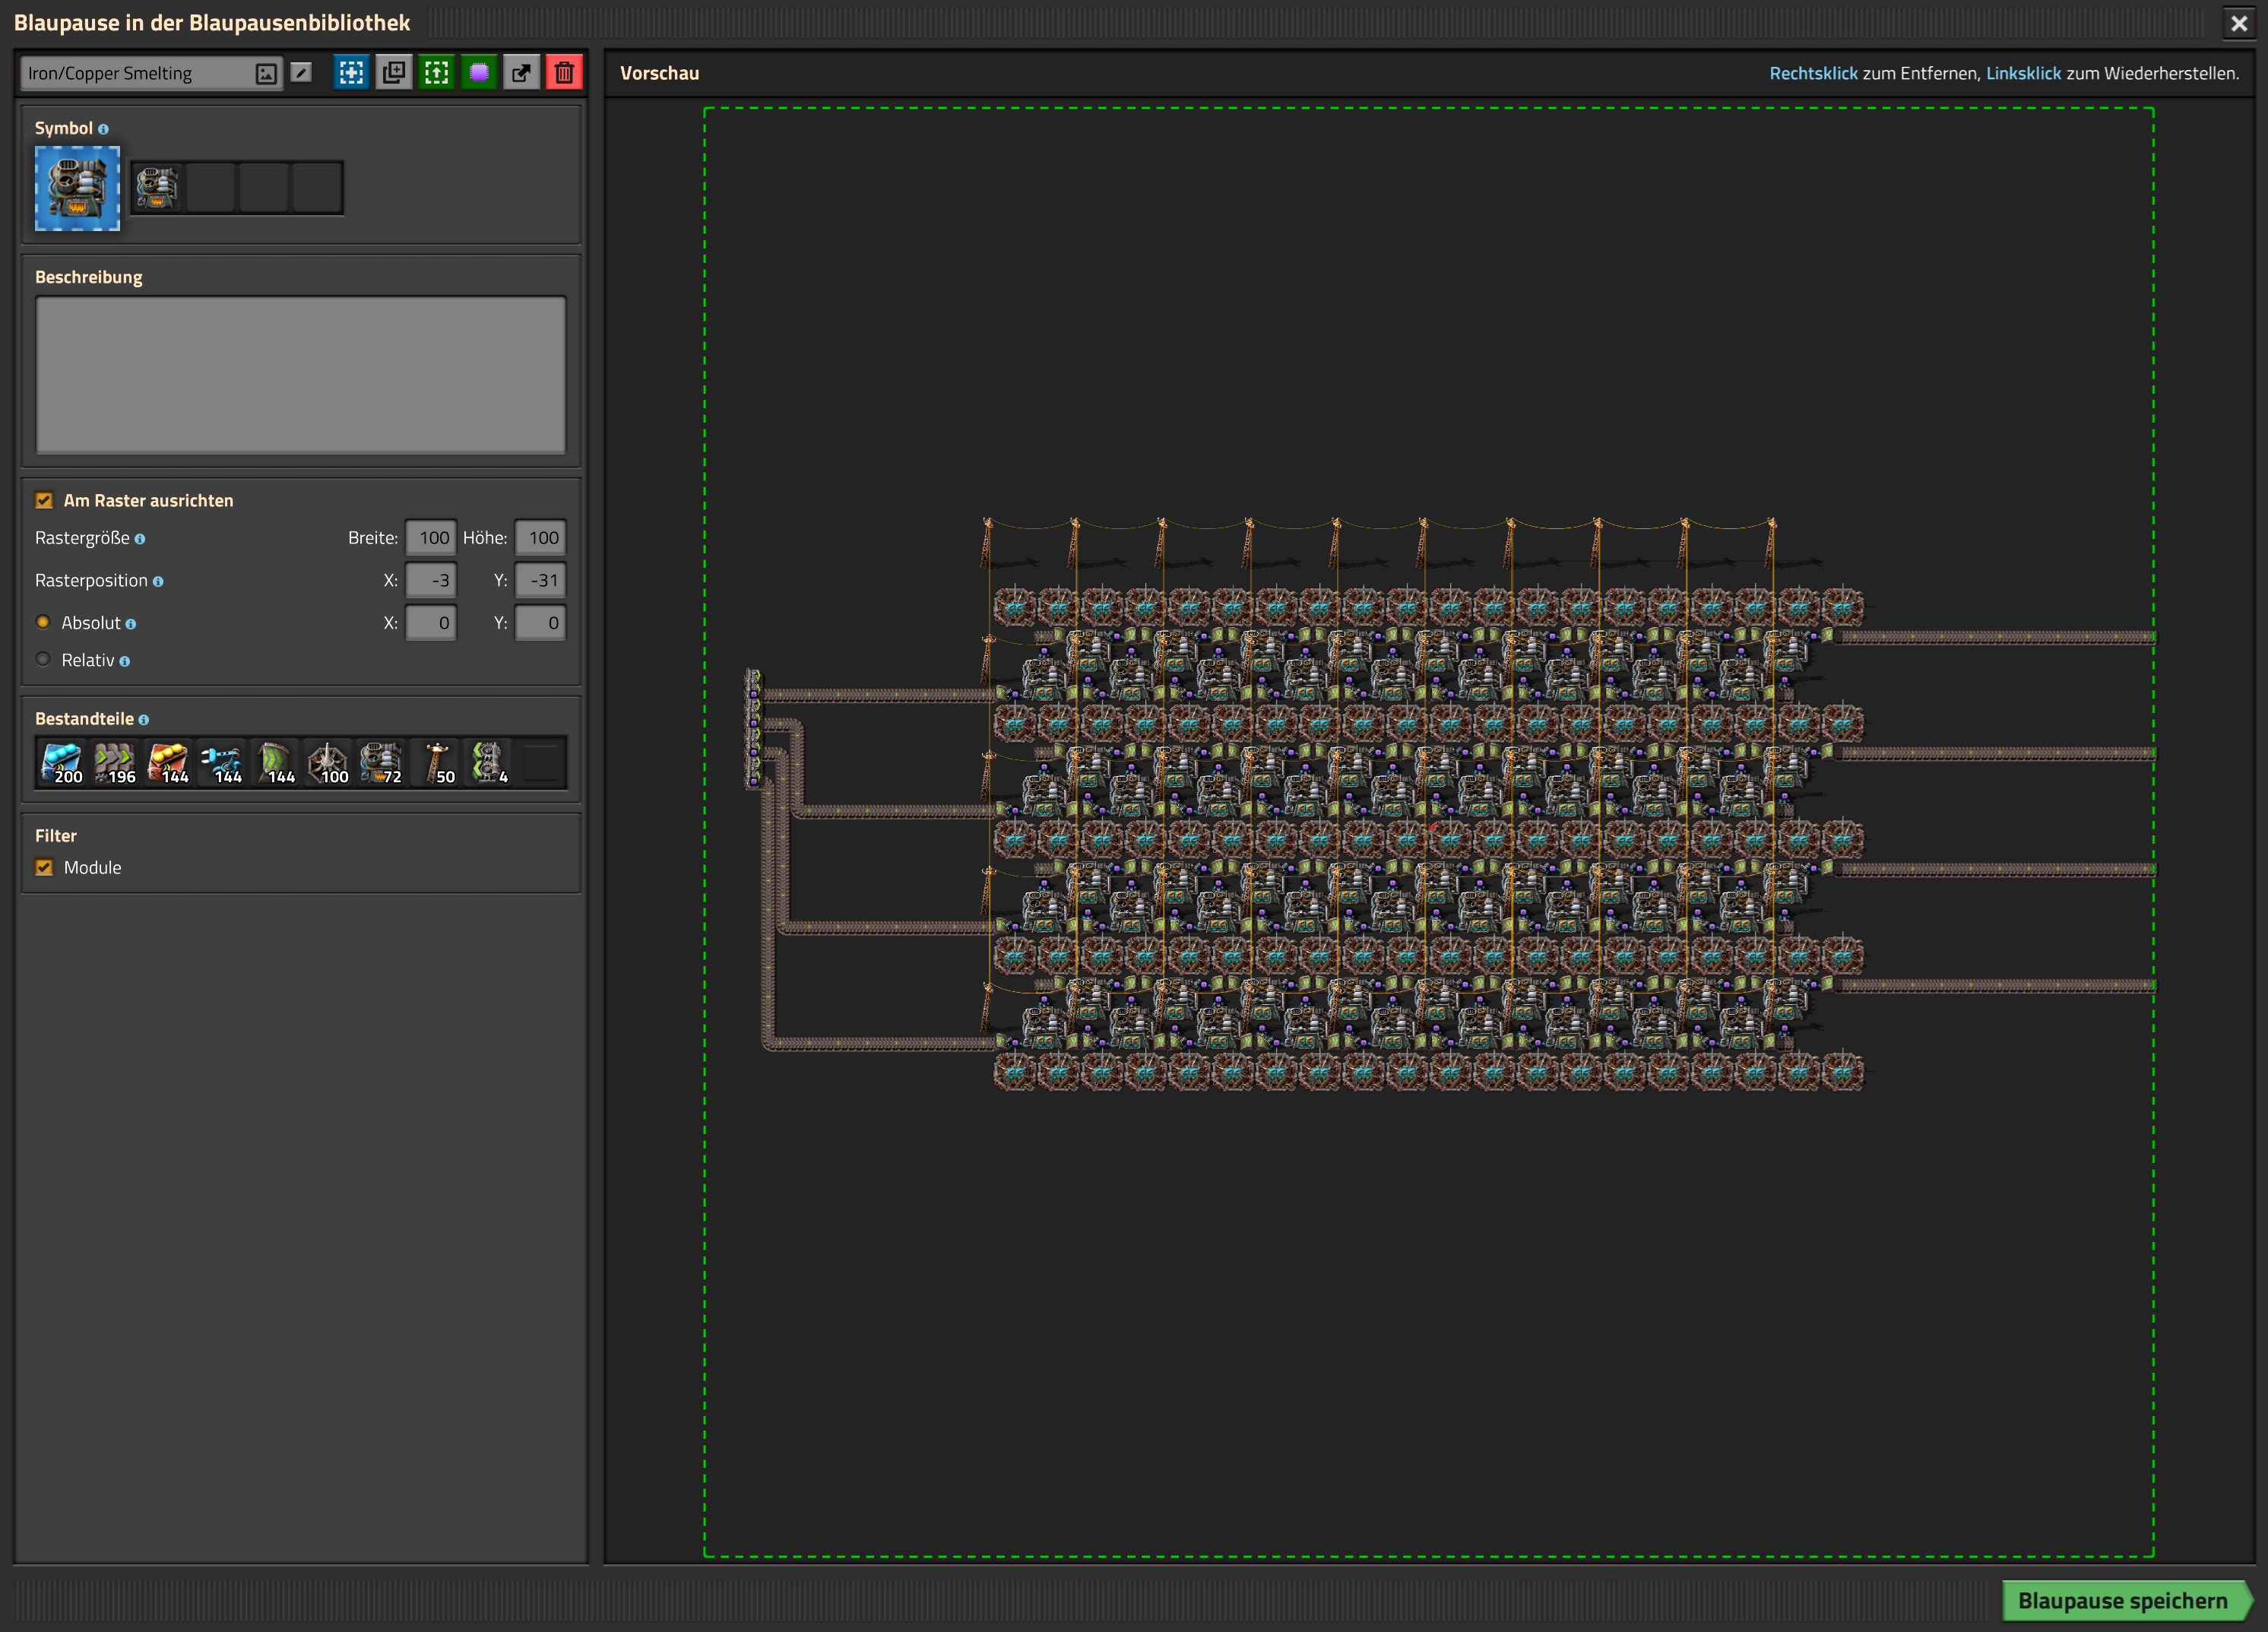 Blaupause in der Blaupausenbibliothek
Iron/Copper Smelting
Symbol
Beschreibung
Am Raster ausrichten
Rastergröße Breite: 100 Höhe: 100
Rasterposition X: -3 Y: -31
Absolut X: 0 Y: 0
Relativ
Bestandteile
200 196 144 144 144 100 72 50 4
Filter
Module
Vorschau
Rechtsklick zum Entfernen, Linksklick zum Wiederherstellen.
Blaupause speichern